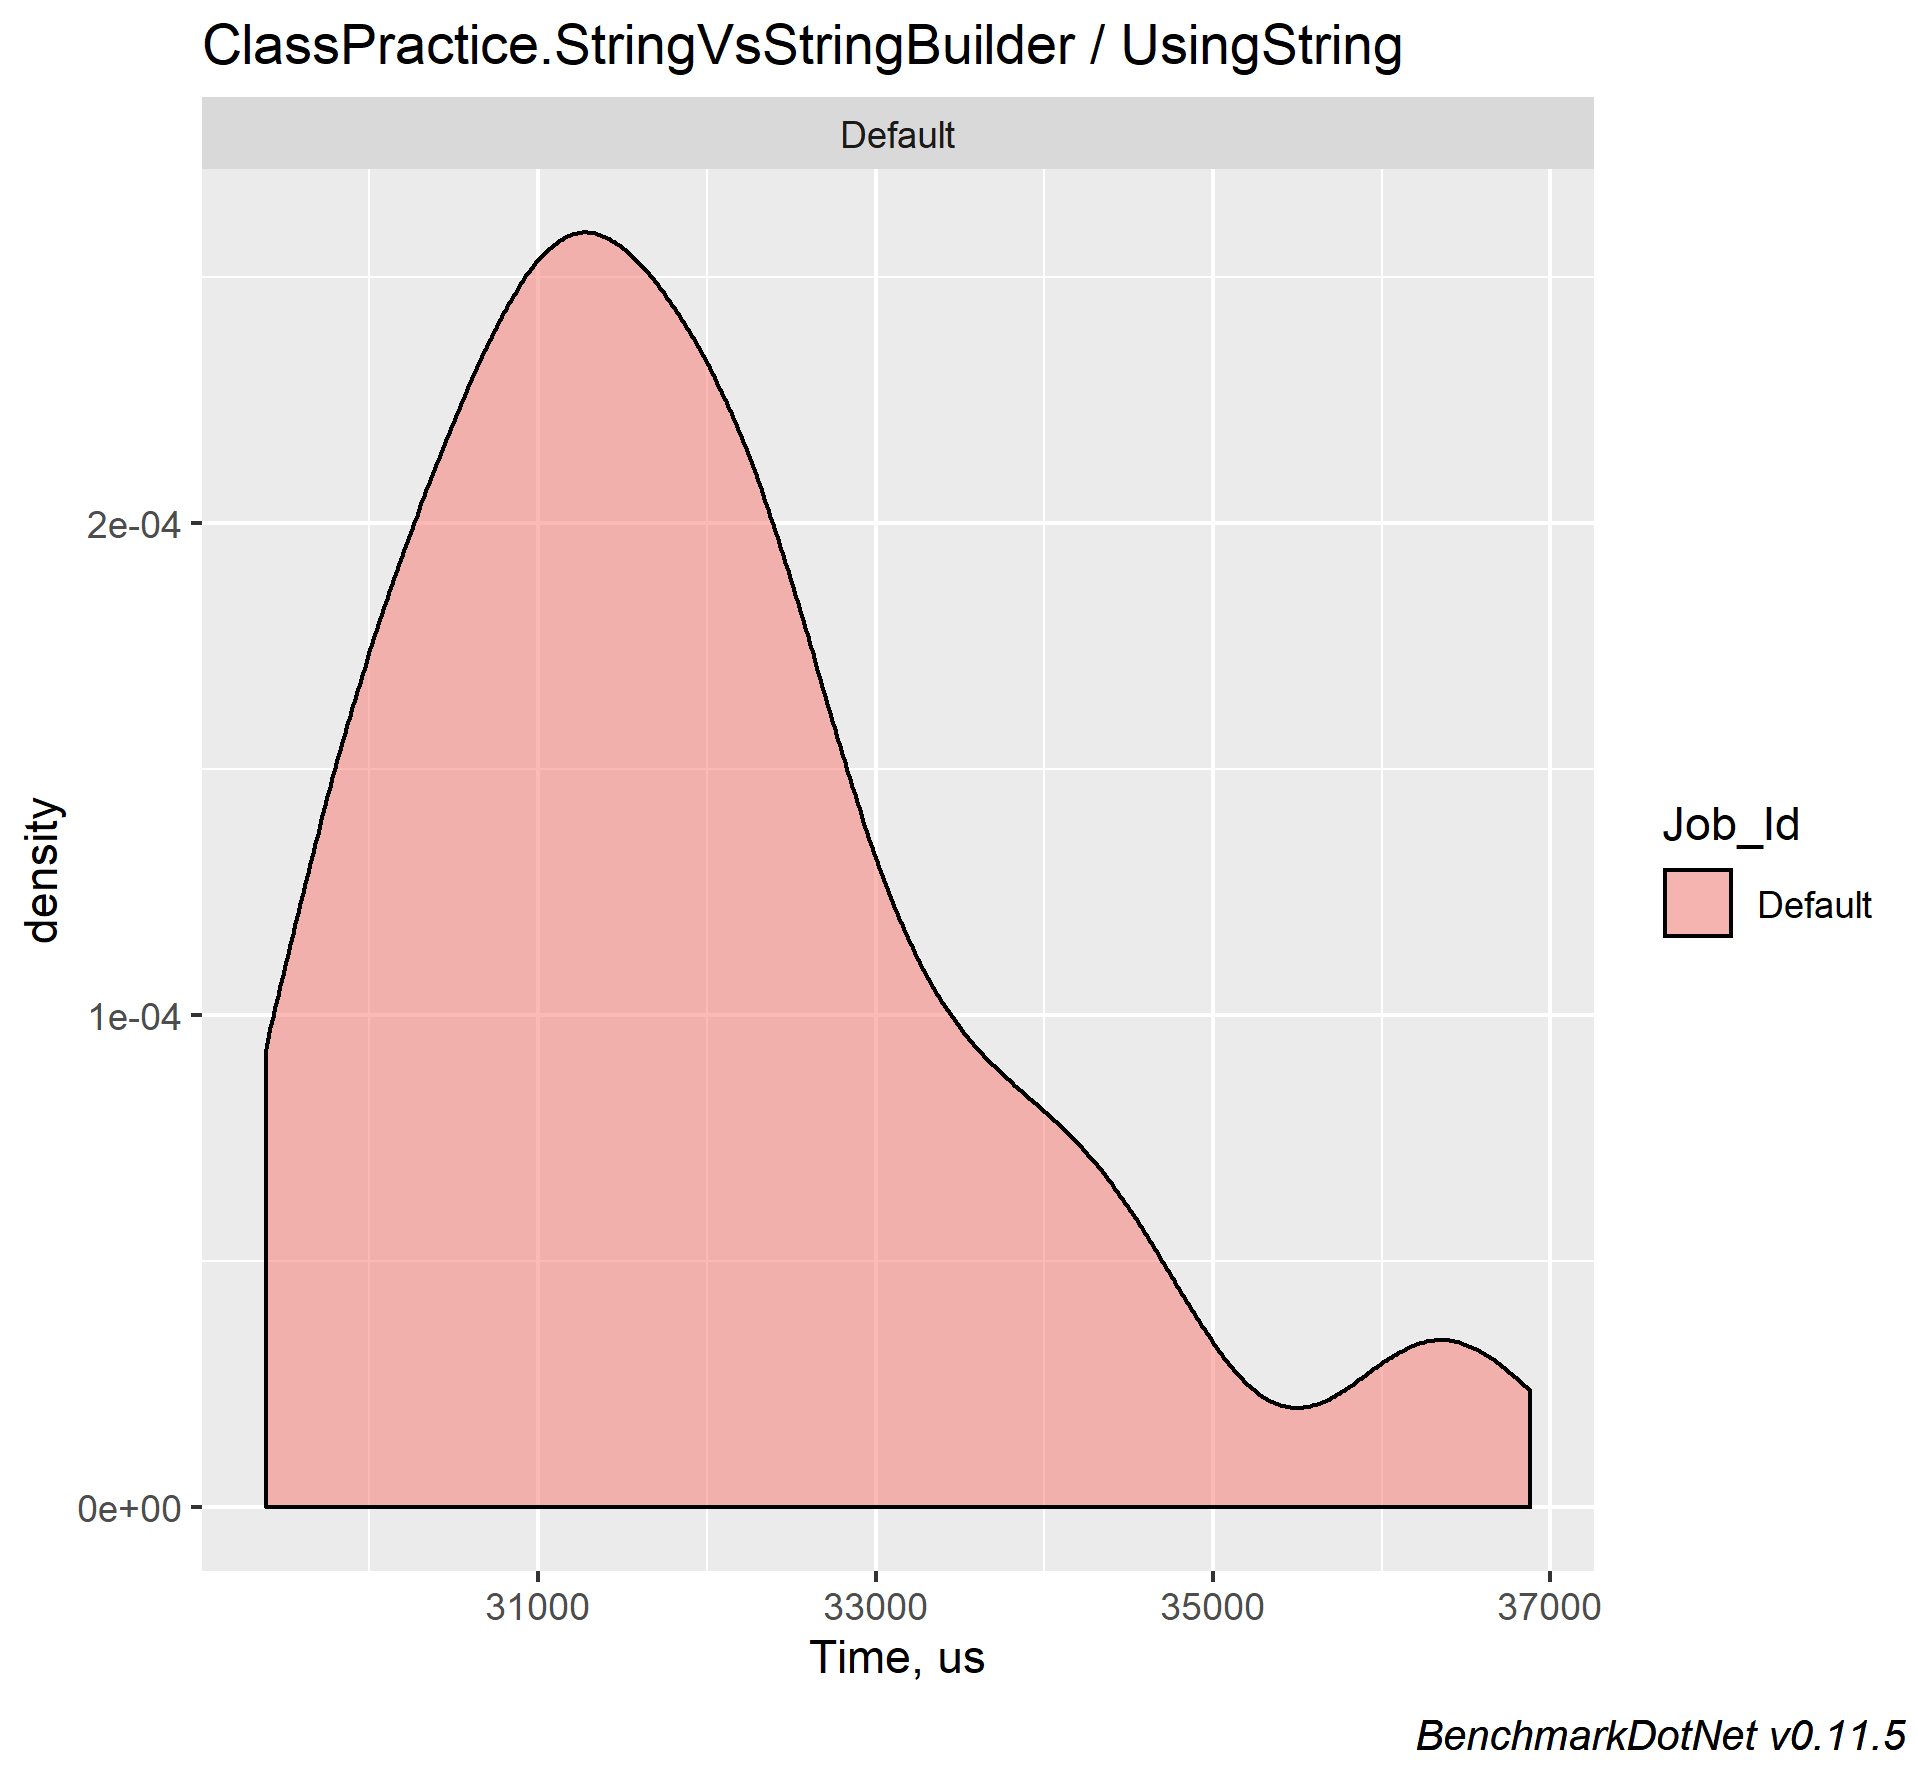 ClassPractice.StringVsStringBuilder / UsingString
Default
density
2e-04
1e-04
0e+00
31000 33000 35000 37000
Time, us
Job_Id
Default
BenchmarkDotNet v0.11.5